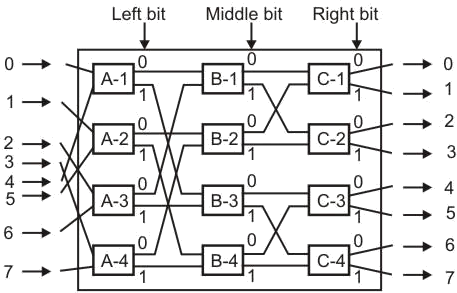 Left bit Middle bit Right bit
0 0 0 0
0 A-1 B-1 C-1
1 1 1 1
1
0 0 0 2
A-2 B-2 C-2
2 1 1 1 3
3
4 0 0 0 4
5 A-3 B-3 C-3
6 1 1 1 5
0 0 0 6
7 A-4 B-4 C-4
1 1 1 7